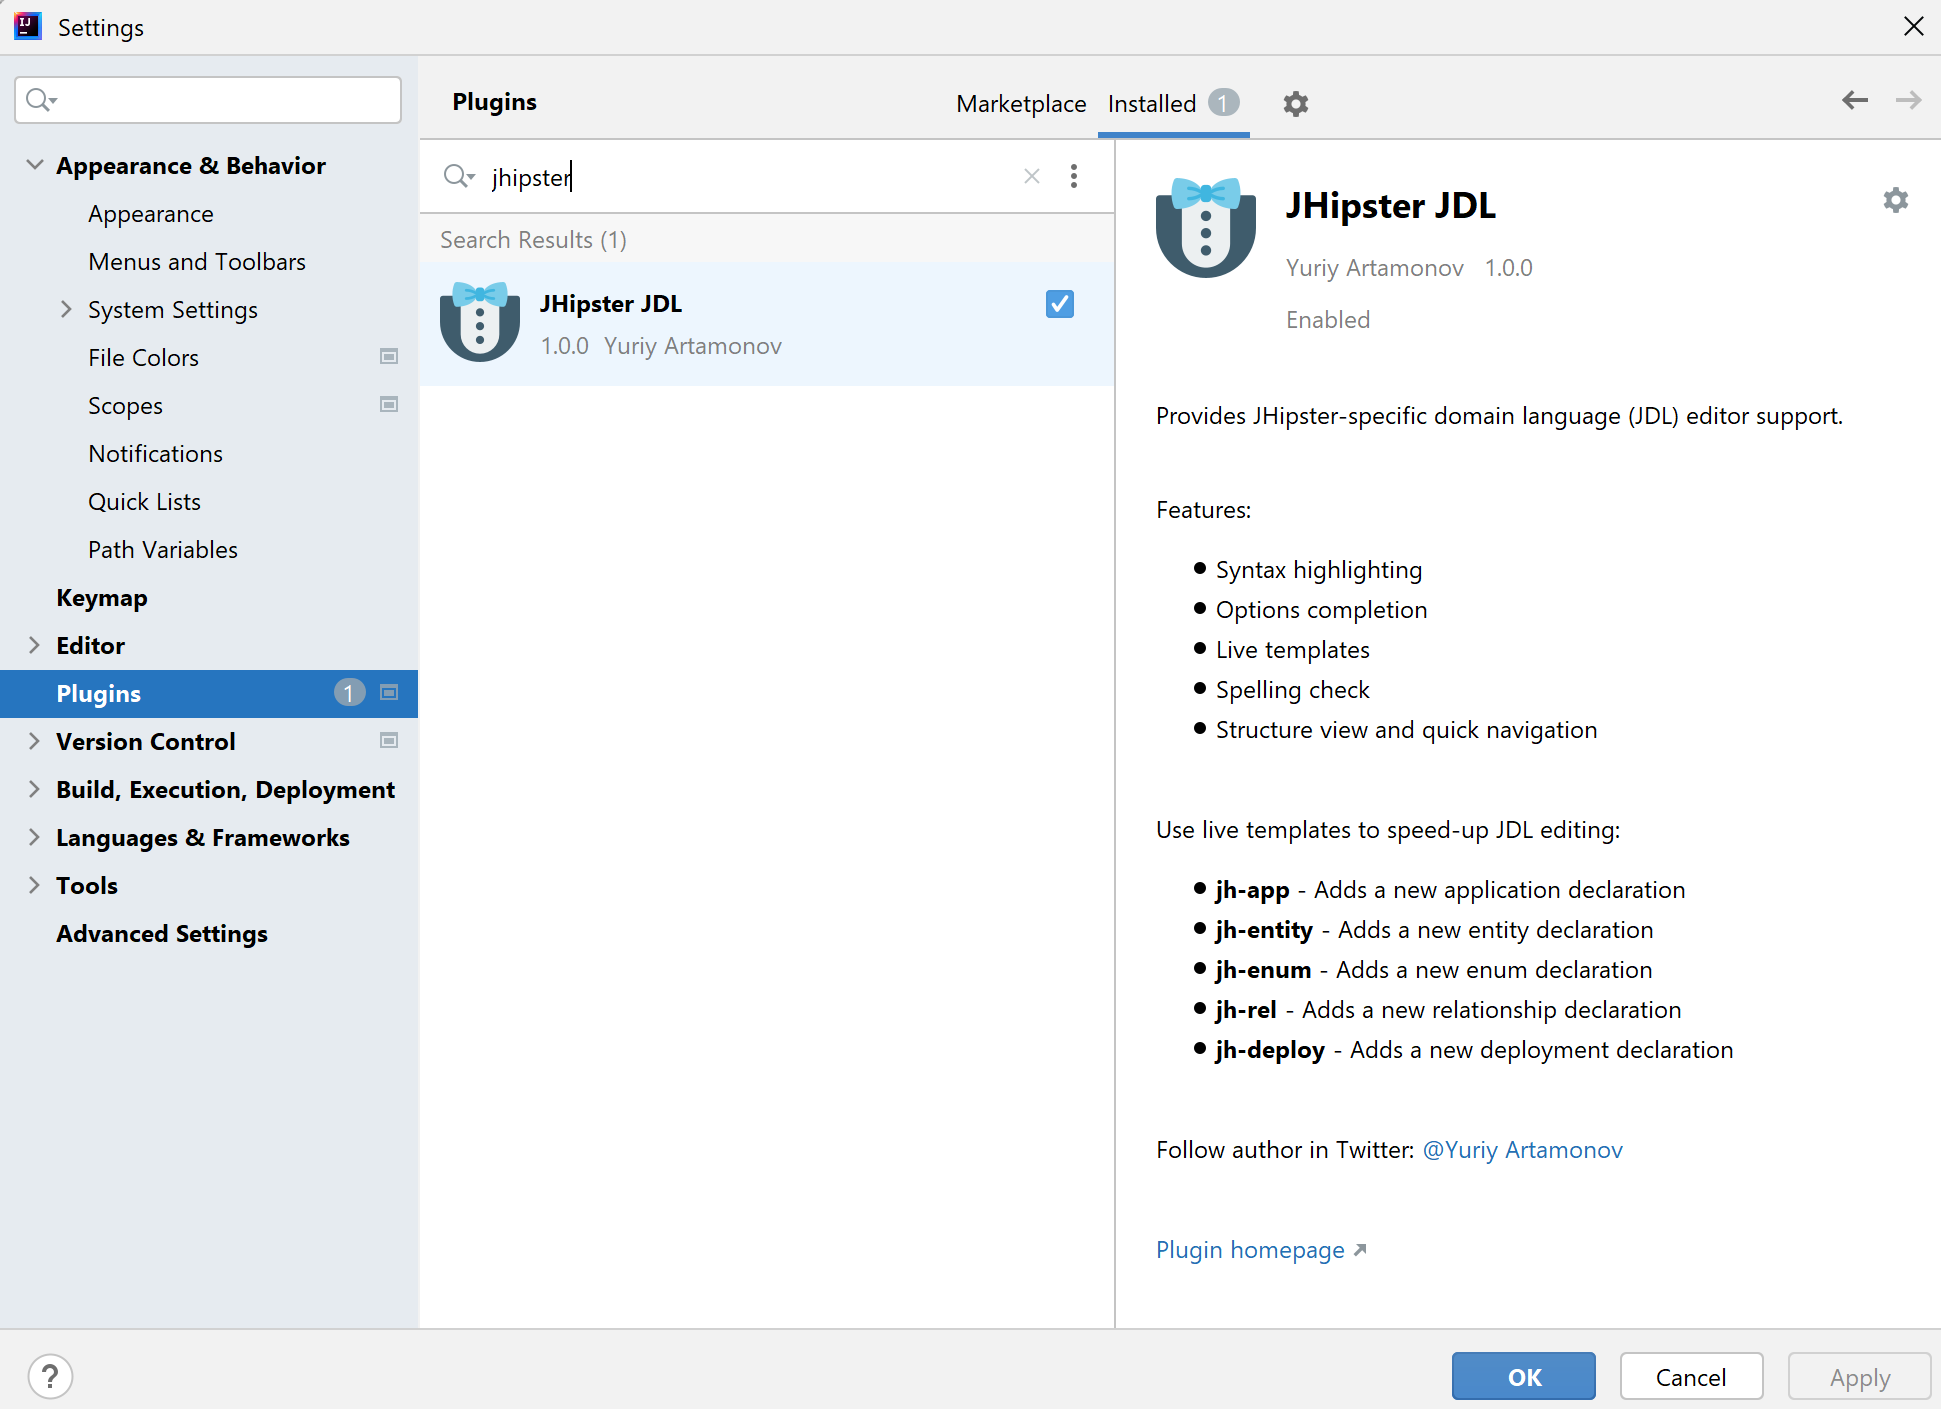 Settings
Appearance & Behavior
Appearance
Menus and Toolbars
System Settings
File Colors
Scopes
Notifications
Quick Lists
Path Variables
Keymap
Editor
Plugins 1
Version Control
Build, Execution, Deployment
Languages & Frameworks
Tools
Advanced Settings
Plugins
Marketplace Installed 1
jhipster
Search Results (1)
JHipster JDL
1.0.0 Yuriy Artamonov
JHipster JDL
Yuriy Artamonov 1.0.0
Enabled
Provides JHipster-specific domain language (JDL) editor support.
Features:
● Syntax highlighting
● Options completion
● Live templates
● Spelling check
● Structure view and quick navigation
Use live templates to speed-up JDL editing:
● jh-app - Adds a new application declaration
● jh-entity - Adds a new entity declaration
● jh-enum - Adds a new enum declaration
● jh-rel - Adds a new relationship declaration
● jh-deploy - Adds a new deployment declaration
Follow author in Twitter: @Yuriy Artamonov
Plugin homepage
? OK Cancel Apply